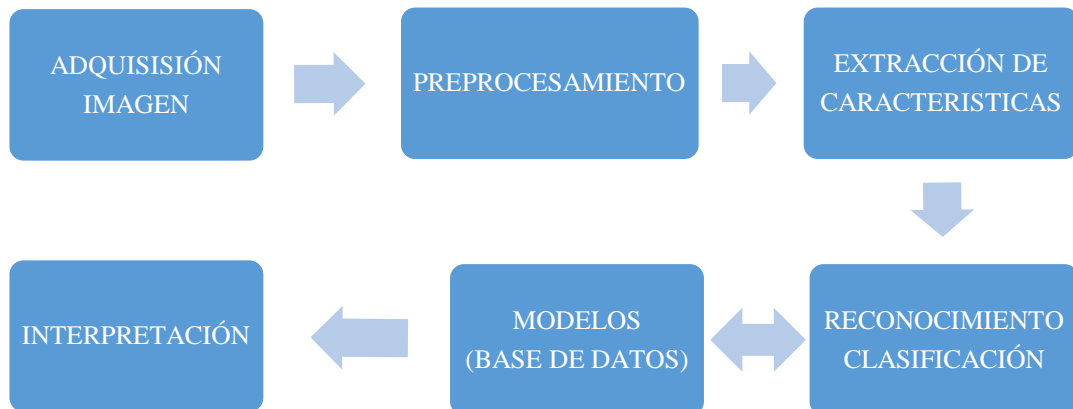 ADQUISISIÓN
IMAGEN
PREPROCESAMIENTO
EXTRACCIÓN DE
CARACTERISTICAS
RECONOCIMIENTO
CLASIFICACIÓN
MODELOS
(BASE DE DATOS)
INTERPRETACIÓN